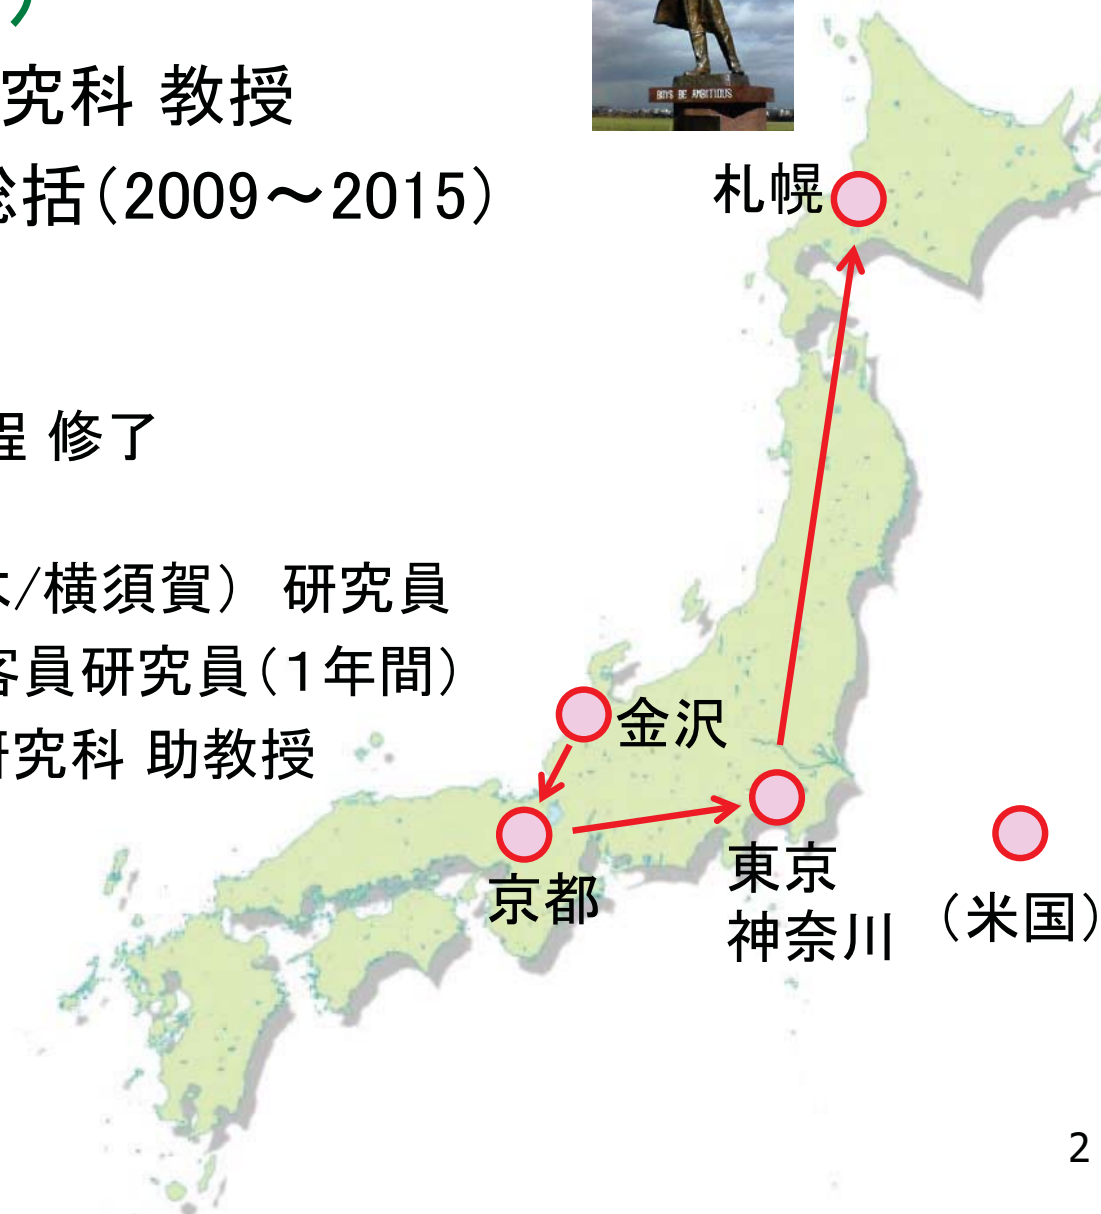 ）
究科 教授
総括（2009～2015）
程 修了
木/横須賀） 研究員
客員研究員（１年間）
研究科 助教授
BOYS BE AMBITIOUS
札幌
金沢
京都
東京
神奈川
（米国）
2